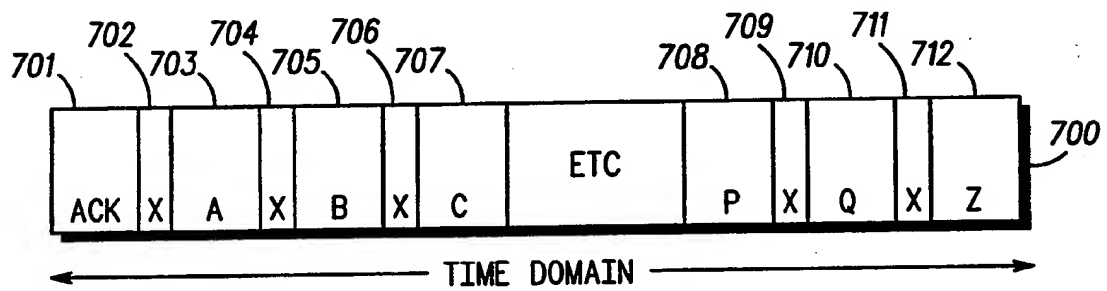 701 702 703 704 705 706 707 708 709 710 711 712
700
ETC
ACK X A X B X C P X Q X Z
TIME DOMAIN